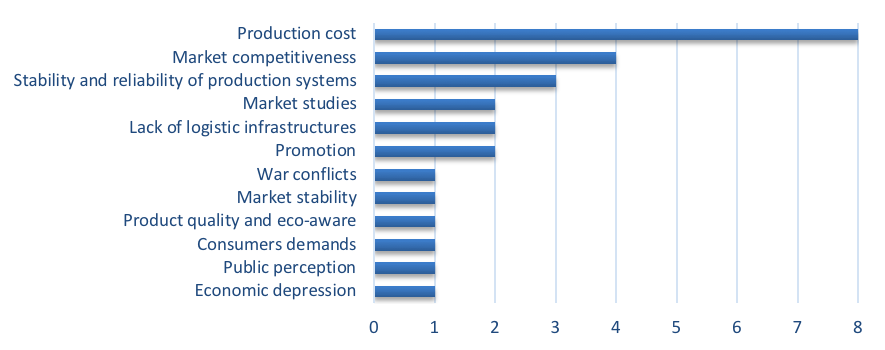 Production cost
Market competitiveness
Stability and reliability of production systems
Market studies
Lack of logistic infrastructures
Promotion
War conflicts
Market stability
Product quality and eco-aware
Consumers demands
Public perception
Economic depression
0 1 2 3 4 5 6 7 8